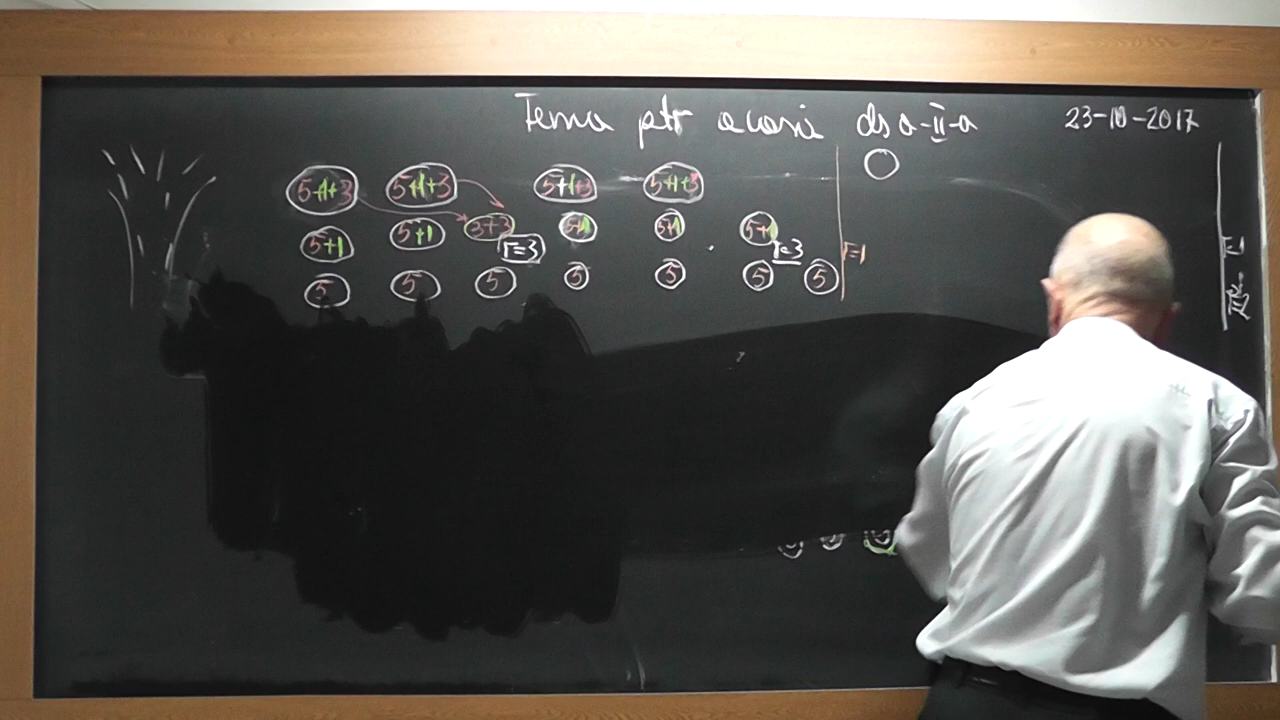 Tema ptr acasă ds a-II-a 23-10-2017
5+1+3 5+1+3 5+1+3 5+1+3
5+1 5+1 3+3 5+1 5+1 5+1
r=3 r=3 r=1
5 5 5 5 5 5 5